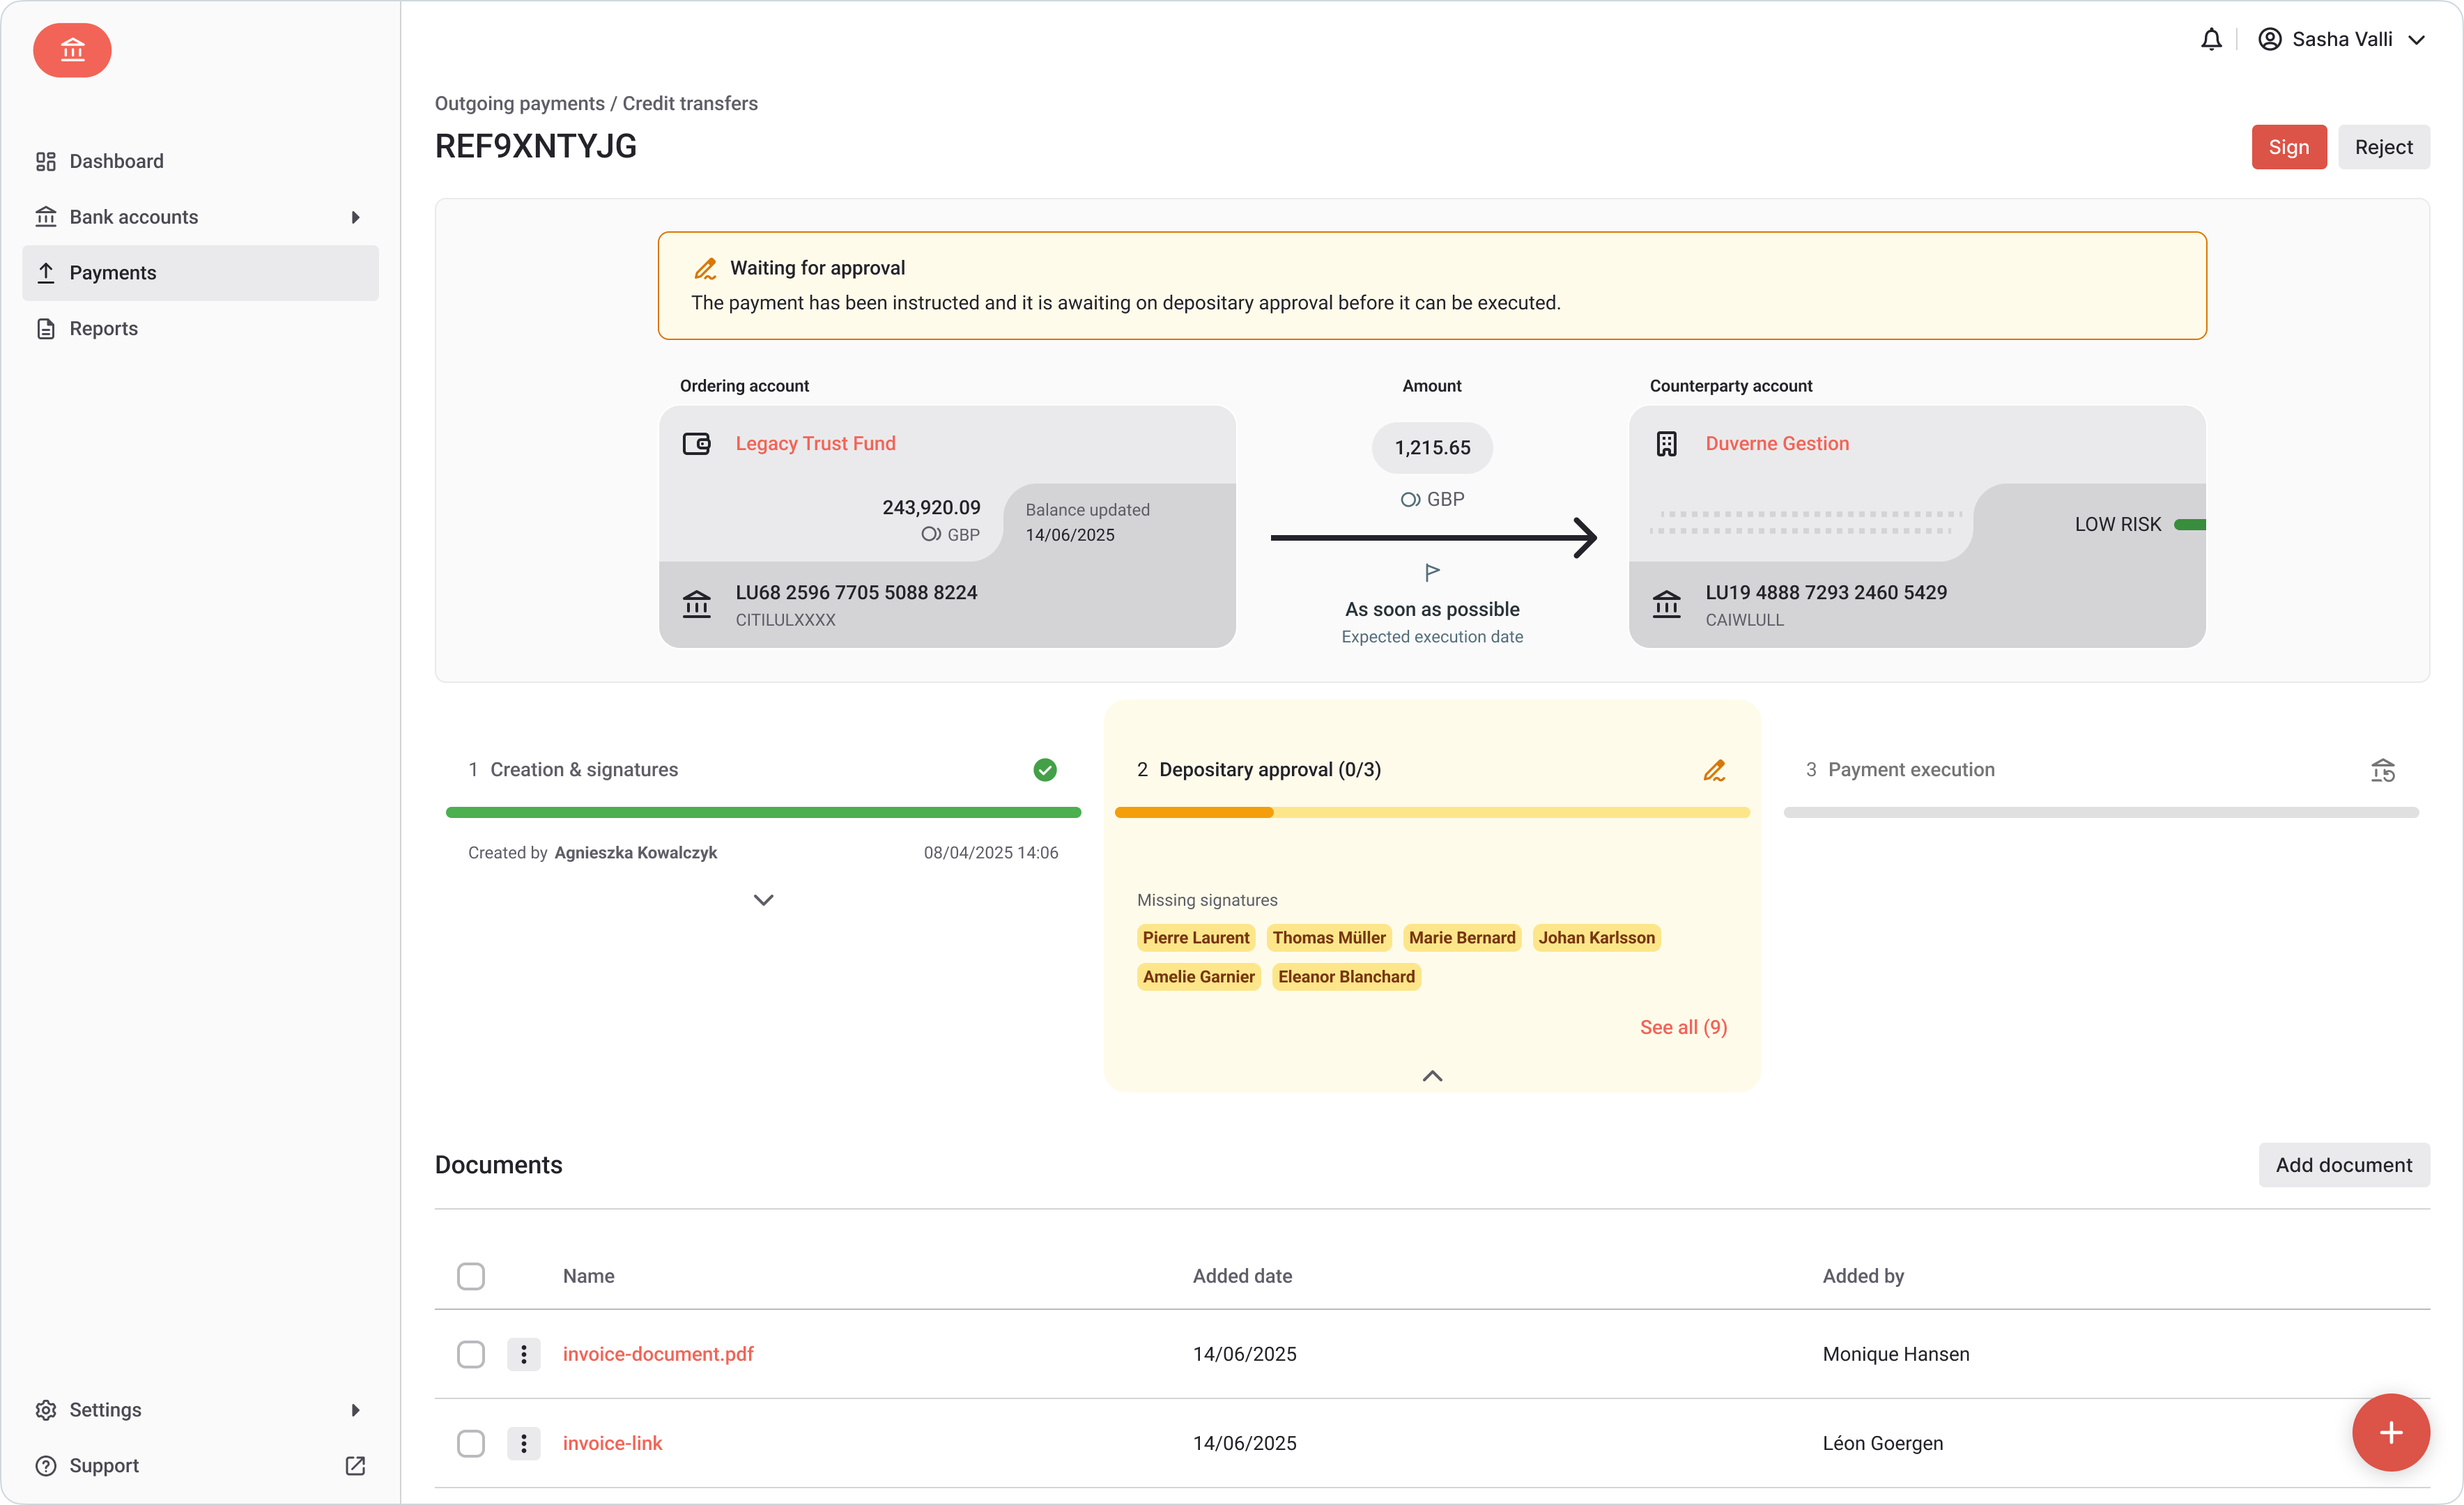 Sasha Valli
Outgoing payments / Credit transfers
REF9XNTYJG
Sign
Reject
Dashboard
Bank accounts
Payments
Reports
Waiting for approval
The payment has been instructed and it is awaiting on depositary approval before it can be executed.
Ordering account
Legacy Trust Fund
243,920.09
GBP
Balance updated
14/06/2025
LU68 2596 7705 5088 8224
CITILULXXXX
Amount
1,215.65
GBP
As soon as possible
Expected execution date
Counterparty account
Duverne Gestion
LOW RISK
LU19 4888 7293 2460 5429
CAIWLULL
1 Creation & signatures
Created by Agnieszka Kowalczyk 08/04/2025 14:06
2 Depositary approval (0/3)
Missing signatures
Pierre Laurent Thomas Müller Marie Bernard Johan Karlsson
Amelie Garnier Eleanor Blanchard
See all (9)
3 Payment execution
Documents
Add document
Name Added date Added by
invoice-document.pdf 14/06/2025 Monique Hansen
invoice-link 14/06/2025 Léon Goergen
Settings
Support